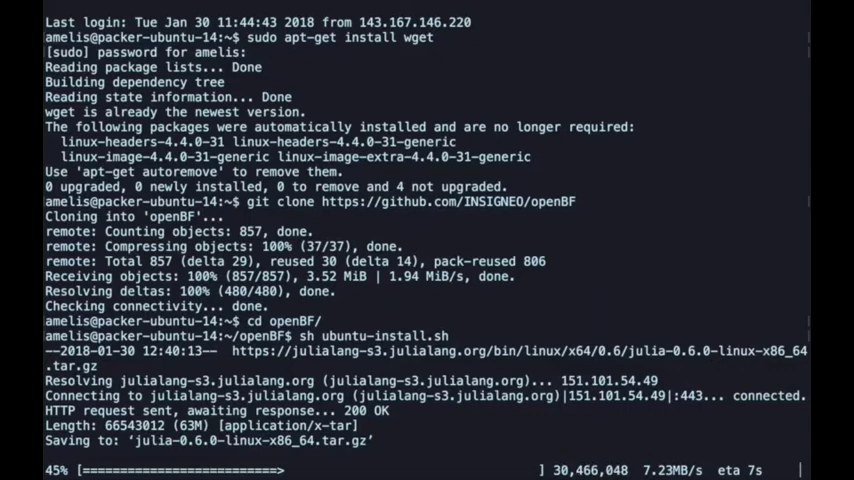 Last login: Tue Jan 30 11:44:43 2018 from 143.167.146.220
amelis@packer-ubuntu-14:~$ sudo apt-get install wget
[sudo] password for amelis:
Reading package lists... Done
Building dependency tree
Reading state information... Done
wget is already the newest version.
The following packages were automatically installed and are no longer required:
  linux-headers-4.4.0-31 linux-headers-4.4.0-31-generic
  linux-image-4.4.0-31-generic linux-image-extra-4.4.0-31-generic
Use 'apt-get autoremove' to remove them.
0 upgraded, 0 newly installed, 0 to remove and 4 not upgraded.
amelis@packer-ubuntu-14:~$ git clone https://github.com/INSIGNEO/openBF
Cloning into 'openBF'...
remote: Counting objects: 857, done.
remote: Compressing objects: 100% (37/37), done.
remote: Total 857 (delta 29), reused 30 (delta 14), pack-reused 806
Receiving objects: 100% (857/857), 3.52 MiB | 1.94 MiB/s, done.
Resolving deltas: 100% (480/480), done.
Checking connectivity... done.
amelis@packer-ubuntu-14:~$ cd openBF/
amelis@packer-ubuntu-14:~/openBF$ sh ubuntu-install.sh
--2018-01-30 12:40:13--  https://julialang-s3.julialang.org/bin/linux/x64/0.6/julia-0.6.0-linux-x86_64
.tar.gz
Resolving julialang-s3.julialang.org (julialang-s3.julialang.org)... 151.101.54.49
Connecting to julialang-s3.julialang.org (julialang-s3.julialang.org)|151.101.54.49|:443... connected.
HTTP request sent, awaiting response... 200 OK
Length: 66543012 (63M) [application/x-tar]
Saving to: ‘julia-0.6.0-linux-x86_64.tar.gz’
45% [==========================>                                  ] 30,466,048  7.23MB/s  eta 7s